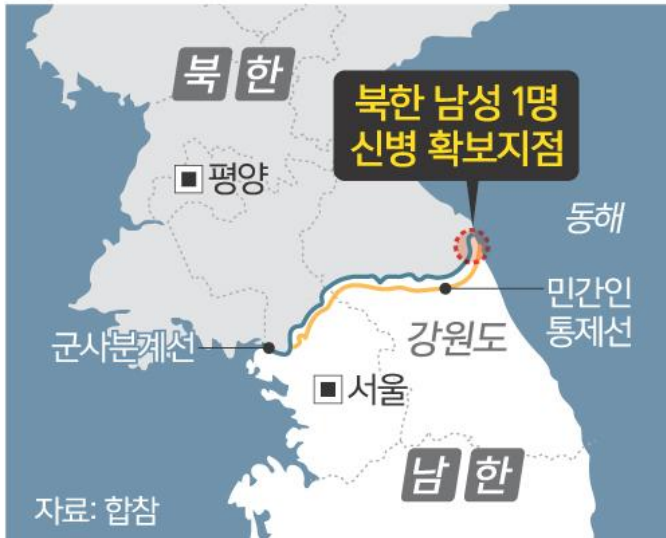 북한
북한 남성 1명
신병 확보지점
평양
동해
민간인
통제선
군사분계선
강원도
서울
남한
자료: 합참